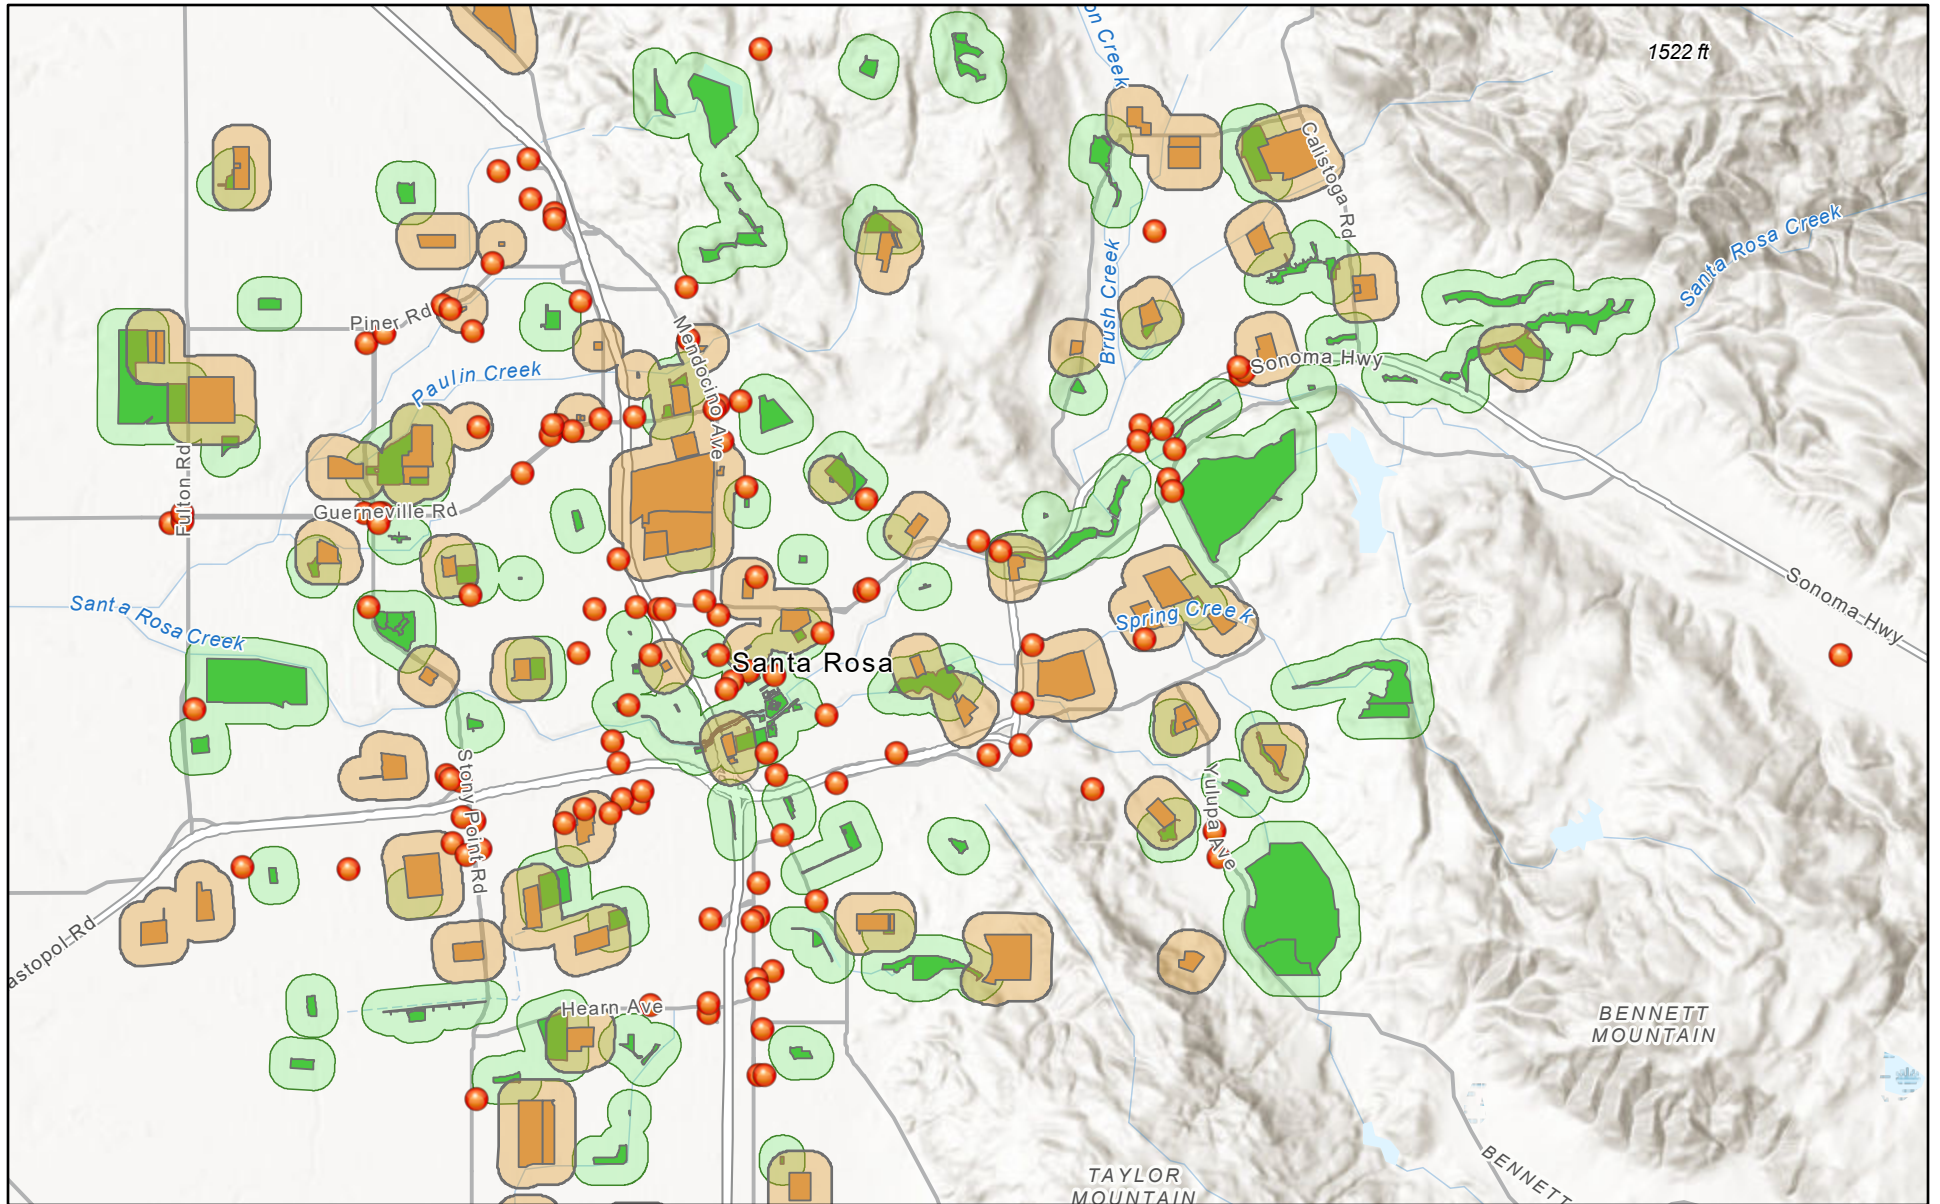 on Creek
1522 ft
Calistoga Rd
Santa Rosa Creek
Brush Creek
Piner Rd
Mendocino Ave
Sonoma Hwy
Paulin Creek
Fulton Rd
Guerneville Rd
Sonoma Hwy
Santa Rosa Creek
Spring Creek
Santa Rosa
Stony Point Rd
Yulupa Ave
astopol Rd
Hearn Ave
BENNETT
MOUNTAIN
BENNETT
TAYLOR
MOUNTAIN